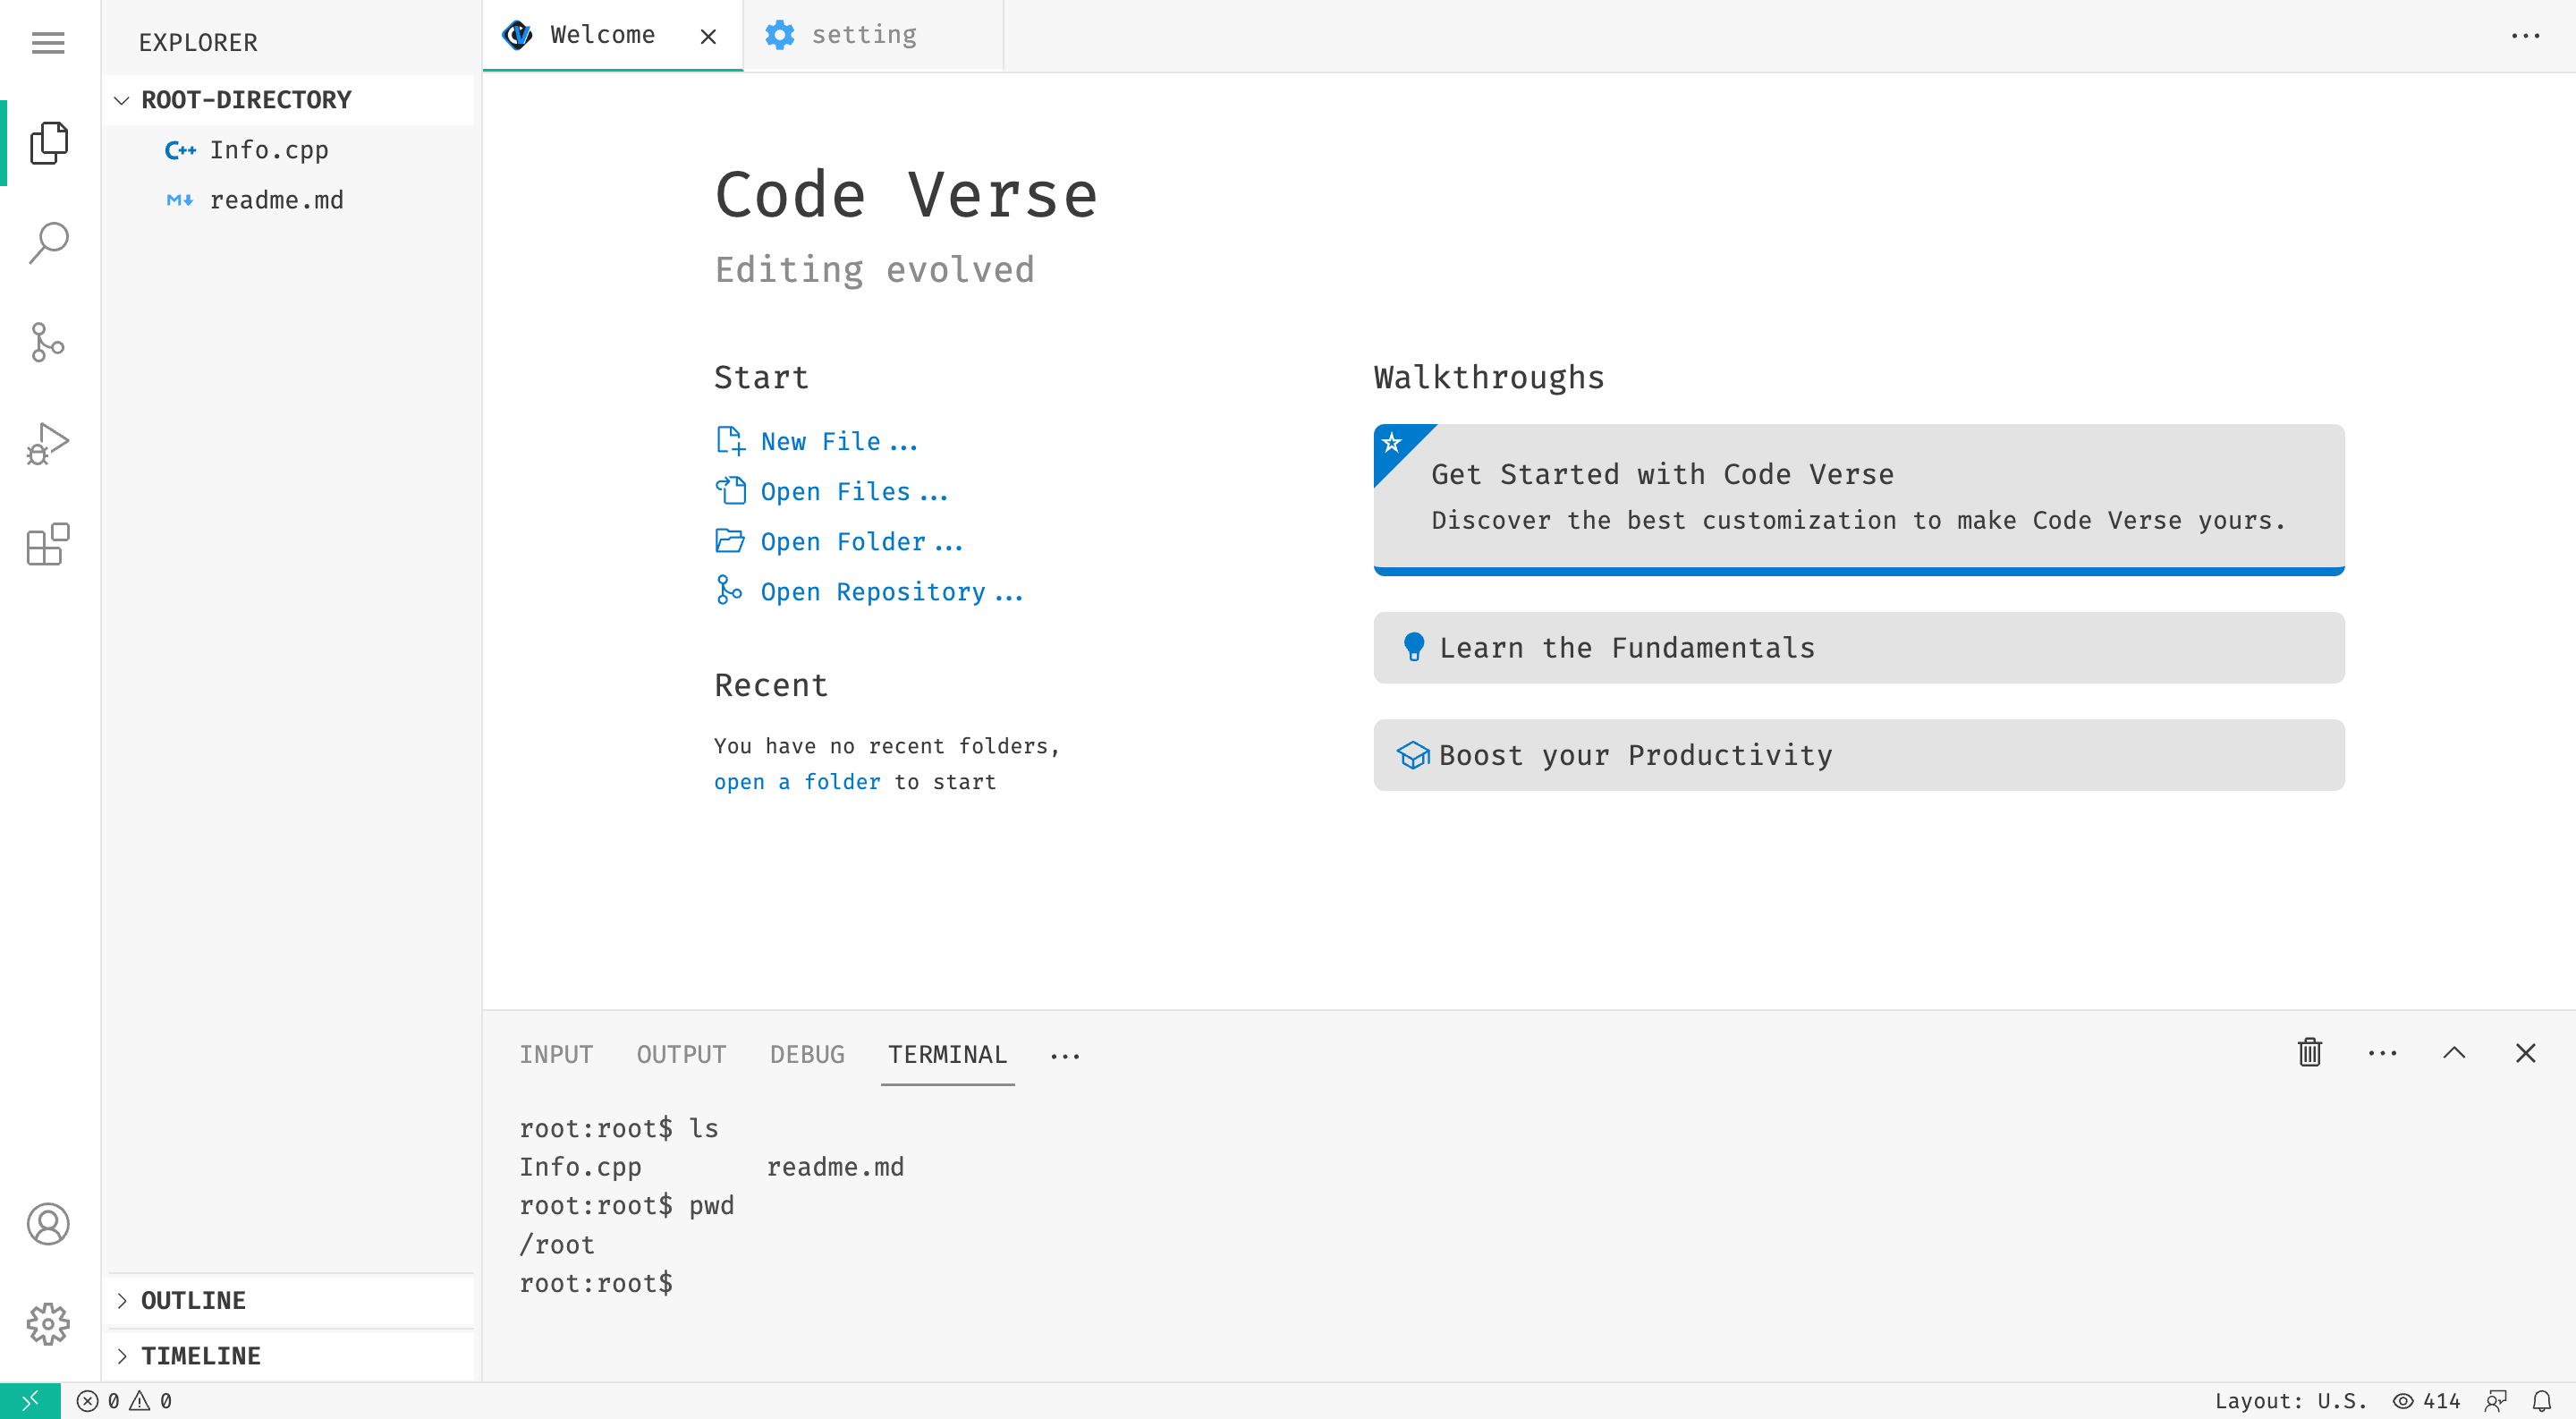 EXPLORER
ROOT-DIRECTORY
C++ Info.cpp
M readme.md
OUTLINE
TIMELINE
CV Welcome
setting
...
Code Verse
Editing evolved
Start
New File...
Open Files...
Open Folder...
Open Repository...
Recent
You have no recent folders,
open a folder to start
Walkthroughs
Get Started with Code Verse
Discover the best customization to make Code Verse yours.
Learn the Fundamentals
Boost your Productivity
INPUT OUTPUT DEBUG TERMINAL ... ...
root:root$ ls
Info.cpp readme.md
root:root$ pwd
/root
root:root$
0 0 Layout: U.S. 414